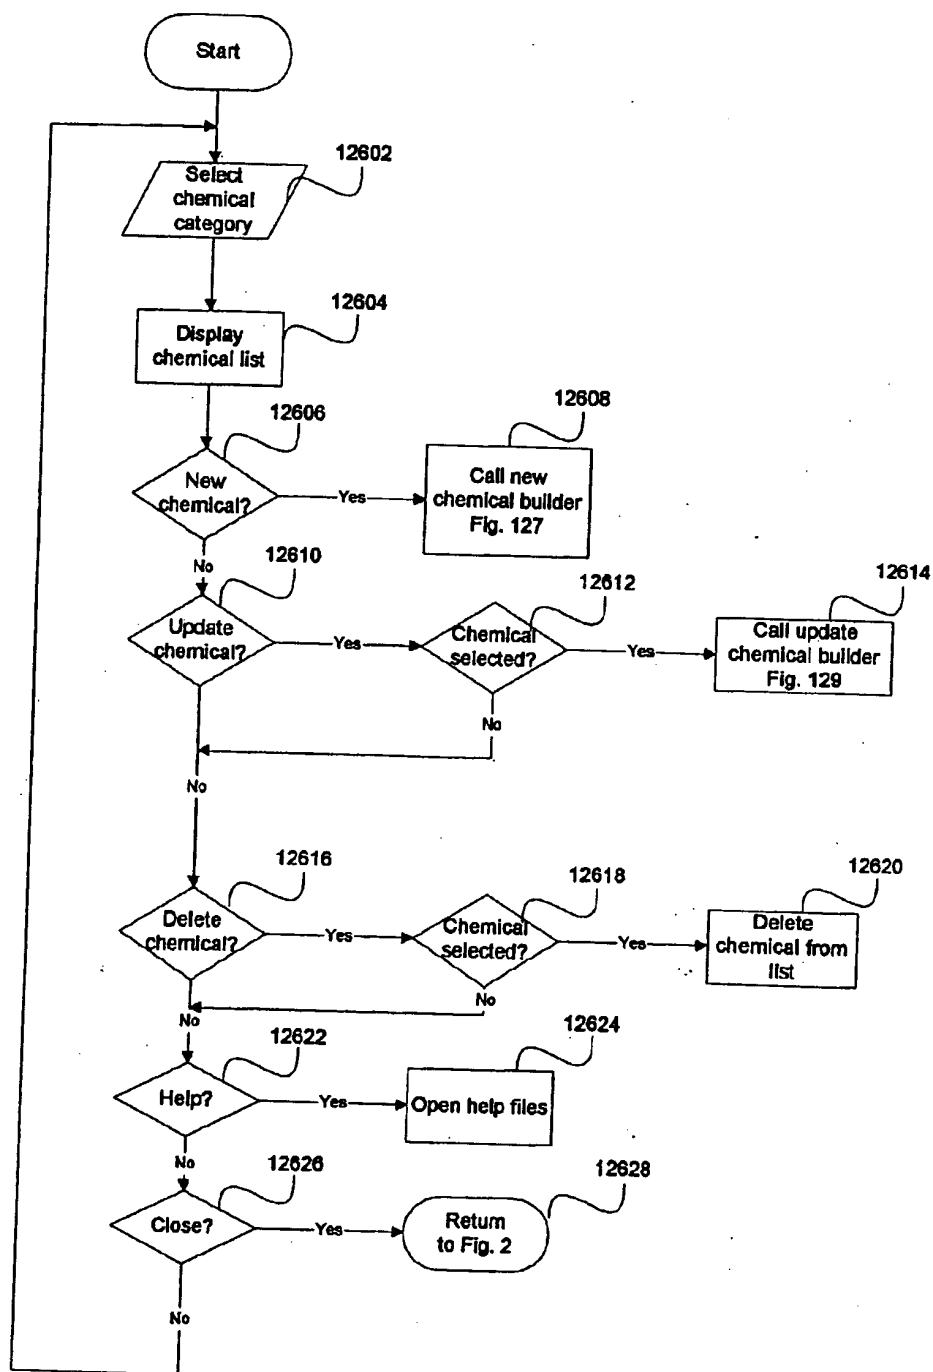 Start
12602
Select
chemical
category
12604
Display
chemical list
12606
12608
New
chemical?
Yes
Call new
chemical builder
Fig. 127
No
12610
12612
12614
Update
chemical?
Yes
Chemical
selected?
Yes
Call update
chemical builder
Fig. 129
No
No
12616
12618
12620
Delete
chemical?
Yes
Chemical
selected?
Yes
Delete
chemical from
list
No
No
12622
12624
Help?
Yes
Open help files
No
12626
12628
Close?
Yes
Return
to Fig. 2
No